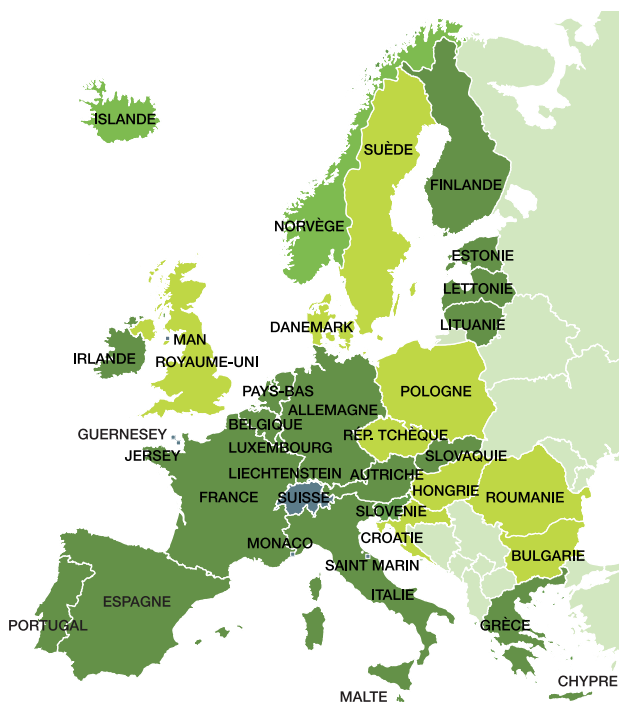 ISLANDE
SUÈDE
FINLANDE
NORVÈGE
ESTONIE
LETTONIE
LITUANIE
DANEMARK
MAN
IRLANDE
ROYAUME-UNI
PAYS-BAS
POLOGNE
ALLEMAGNE
BELGIQUE
GUERNESEY
RÉP. TCHÈQUE
JERSEY
LUXEMBOURG
SLOVAQUIE
LIECHTENSTEIN
AUTRICHE
FRANCE
SUISSE
HONGRIE
ROUMANIE
SLOVENIE
CROATIE
MONACO
BULGARIE
SAINT MARIN
ESPAGNE
ITALIE
PORTUGAL
GRÈCE
CHYPRE
MALTE